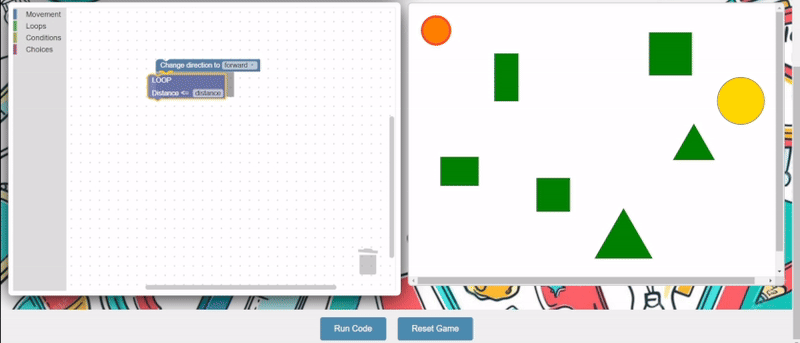 Movement
Loops
Conditions
Choices
Change direction to forward
LOOP
Distance <= distance
Run Code
Reset Game